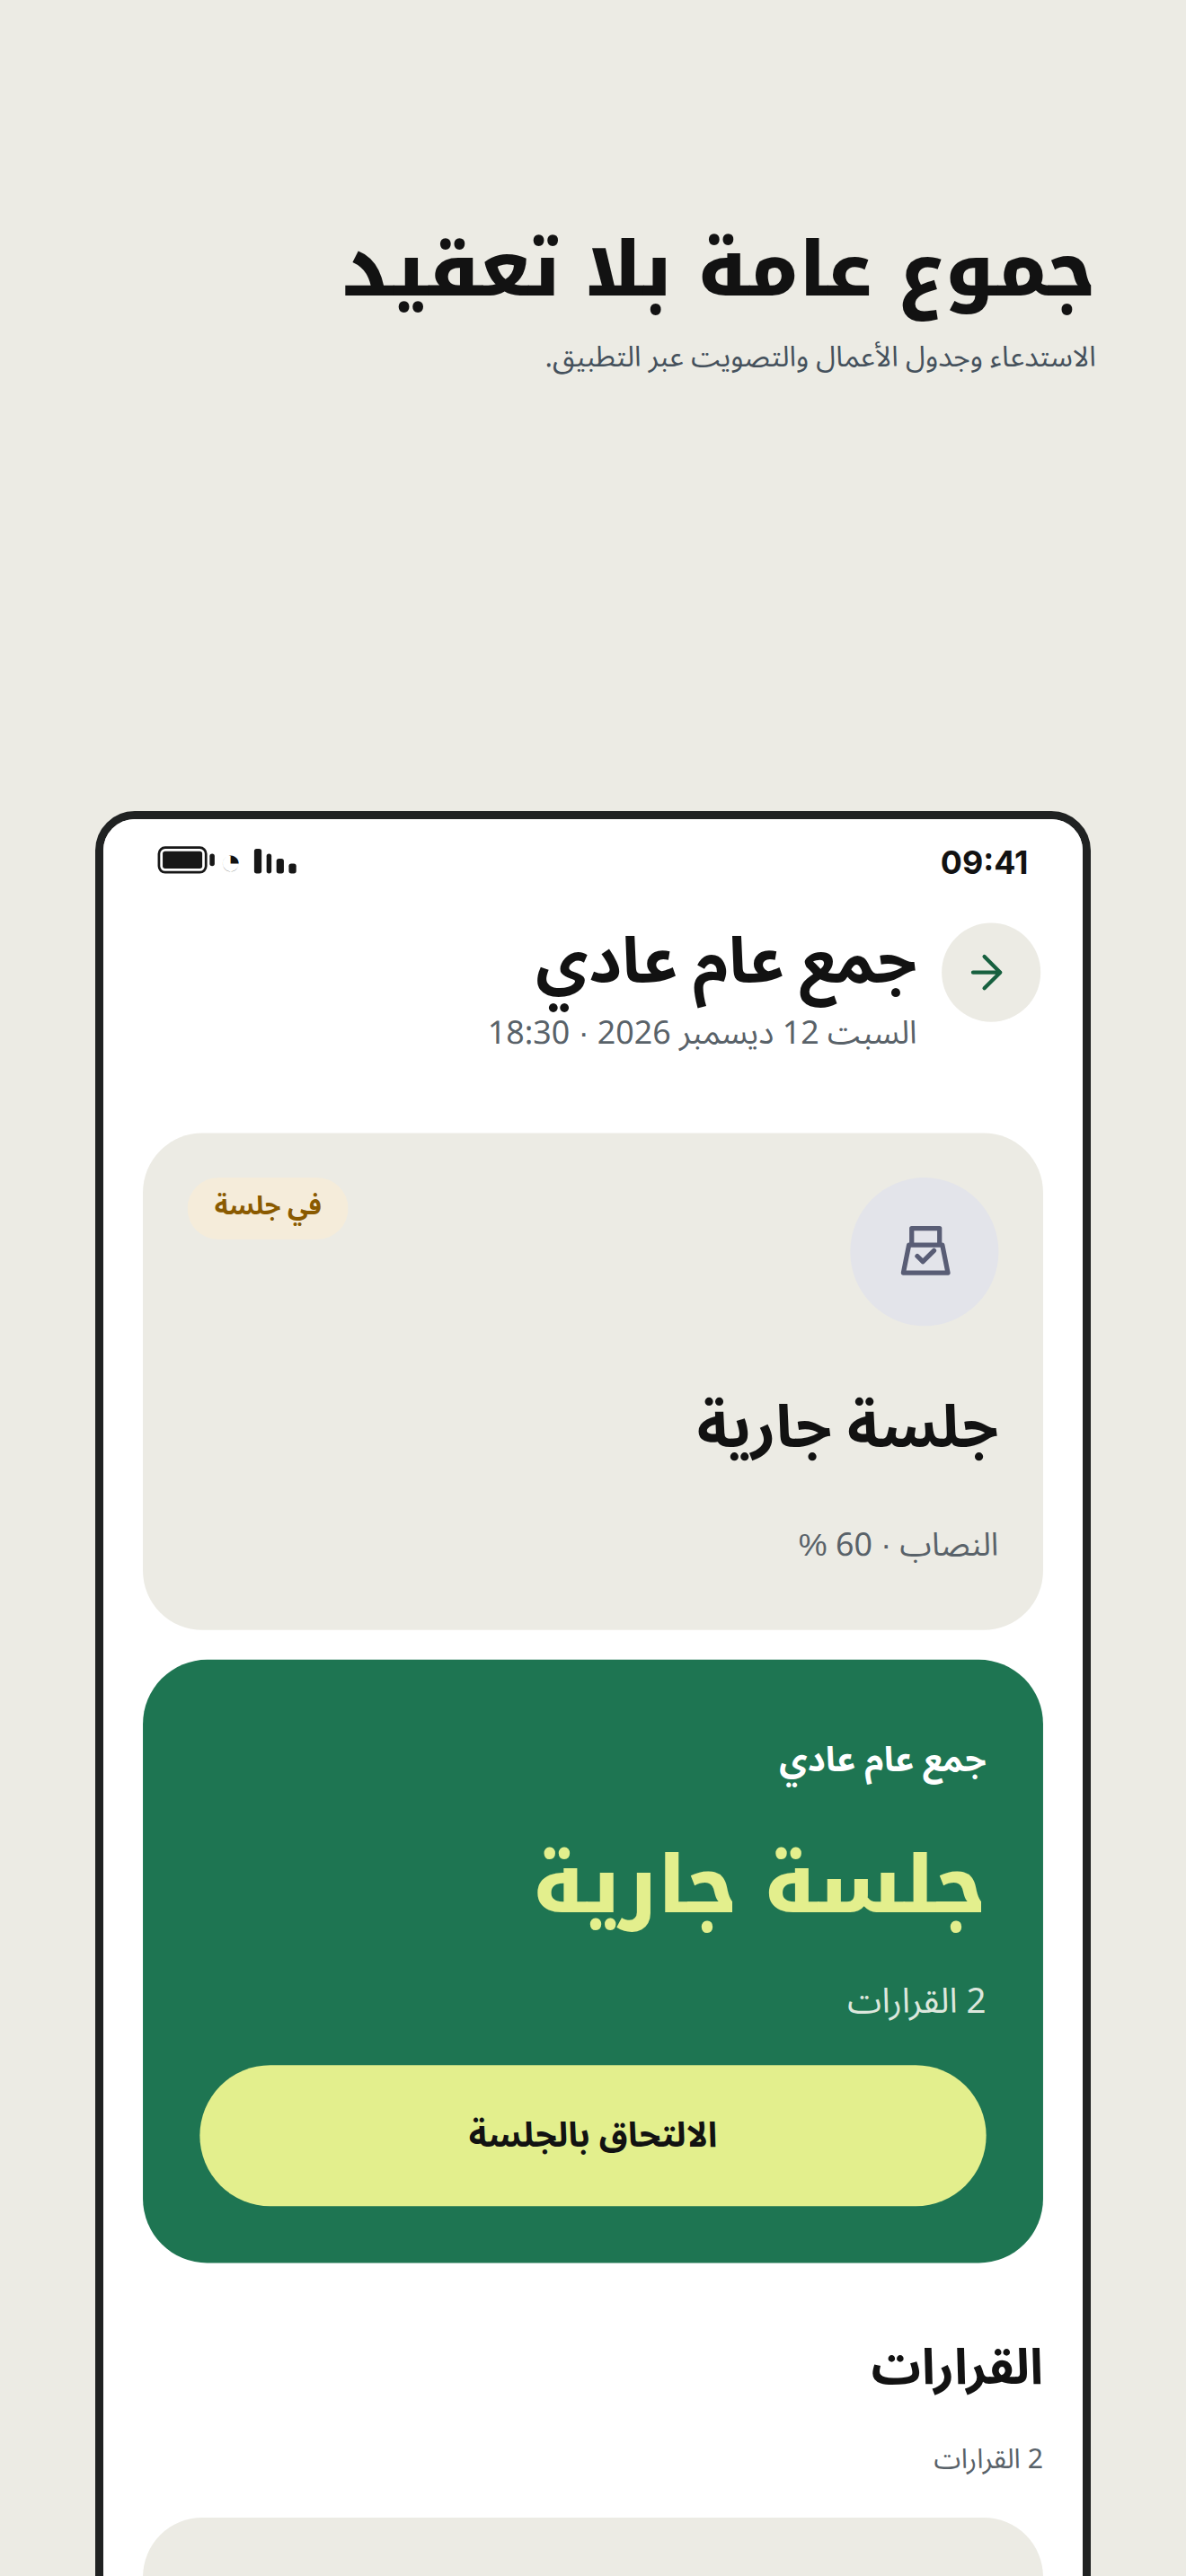 جموع عامة بلا تعقيد
الاستدعاء وجدول الأعمال والتصويت عبر التطبيق.
09:41
جمع عام عادي
السبت 12 ديسمبر 2026 · 18:30
في جلسة
جلسة جارية
النصاب · 60 %
جمع عام عادي
جلسة جارية
2 القرارات
الالتحاق بالجلسة
القرارات
2 القرارات